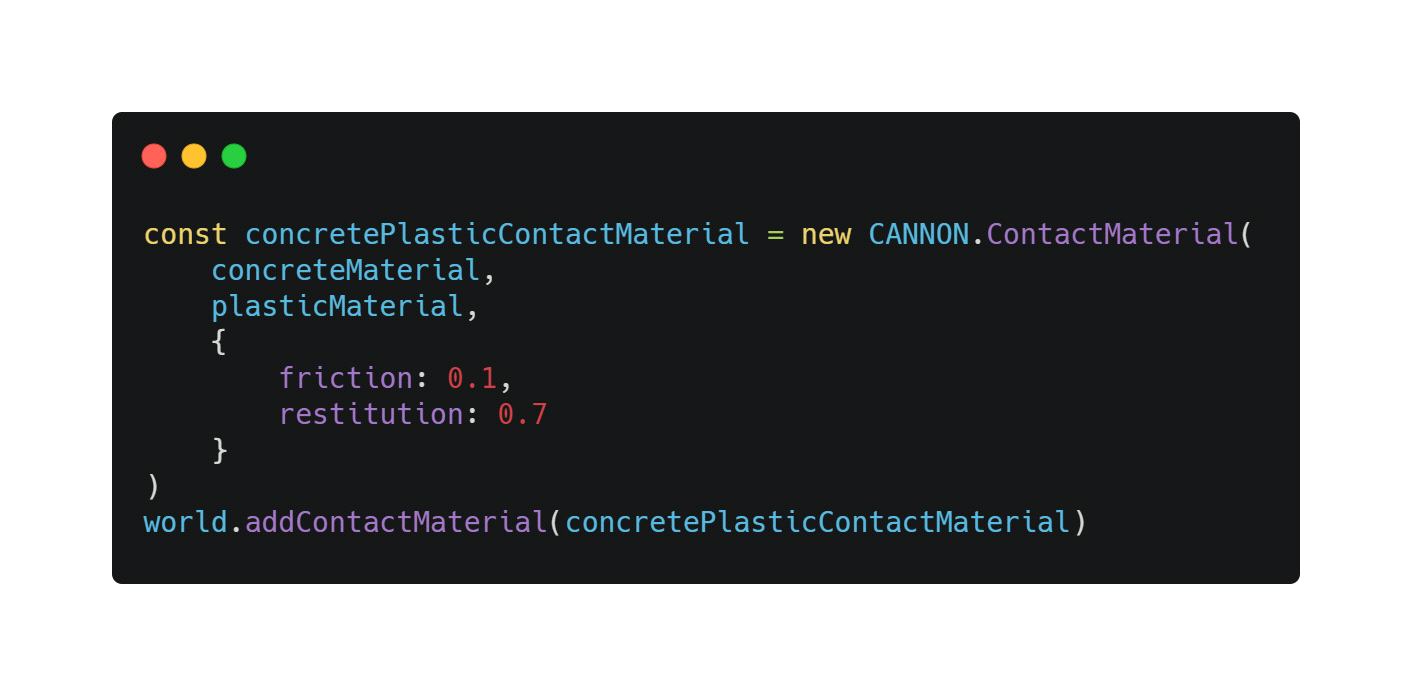 const concretePlasticContactMaterial = new CANNON.ContactMaterial(
    concreteMaterial,
    plasticMaterial,
    {
        friction: 0.1,
        restitution: 0.7
    }
)
world.addContactMaterial(concretePlasticContactMaterial)